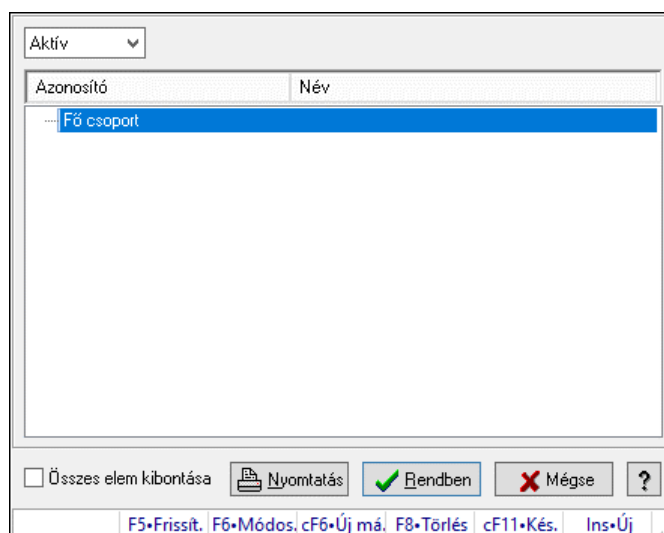 Aktív
Azonosító Név
Fő csoport
Összes elem kibontása Nyomtatás Rendben Mégse ?
F5•Frissít. F6•Módos. cF6•Új má. F8•Törlés cF11•Kés. Ins•Új